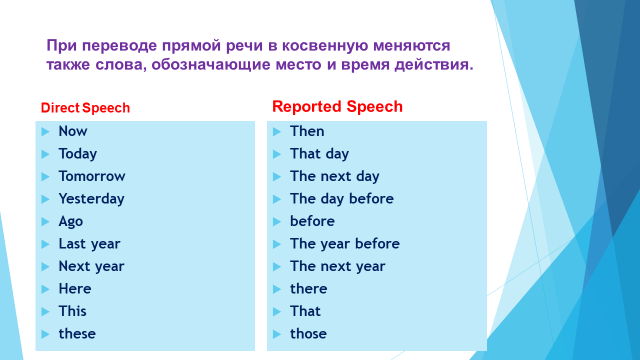 При переводе прямой речи в косвенную меняются
также слова, обозначающие место и время действия.
Direct Speech
Now
Today
Tomorrow
Yesterday
Ago
Last year
Next year
Here
This
these
Reported Speech
Then
That day
The next day
The day before
before
The year before
The next year
there
That
those